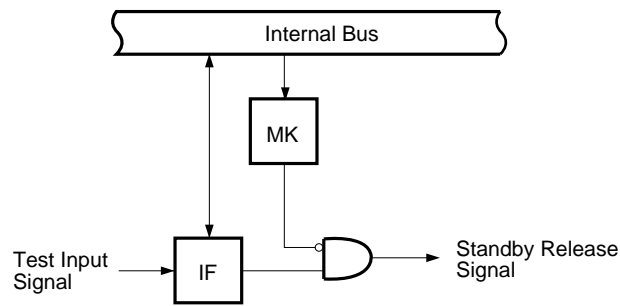 Internal Bus
MK
Test Input
Signal
IF
Standby Release
Signal